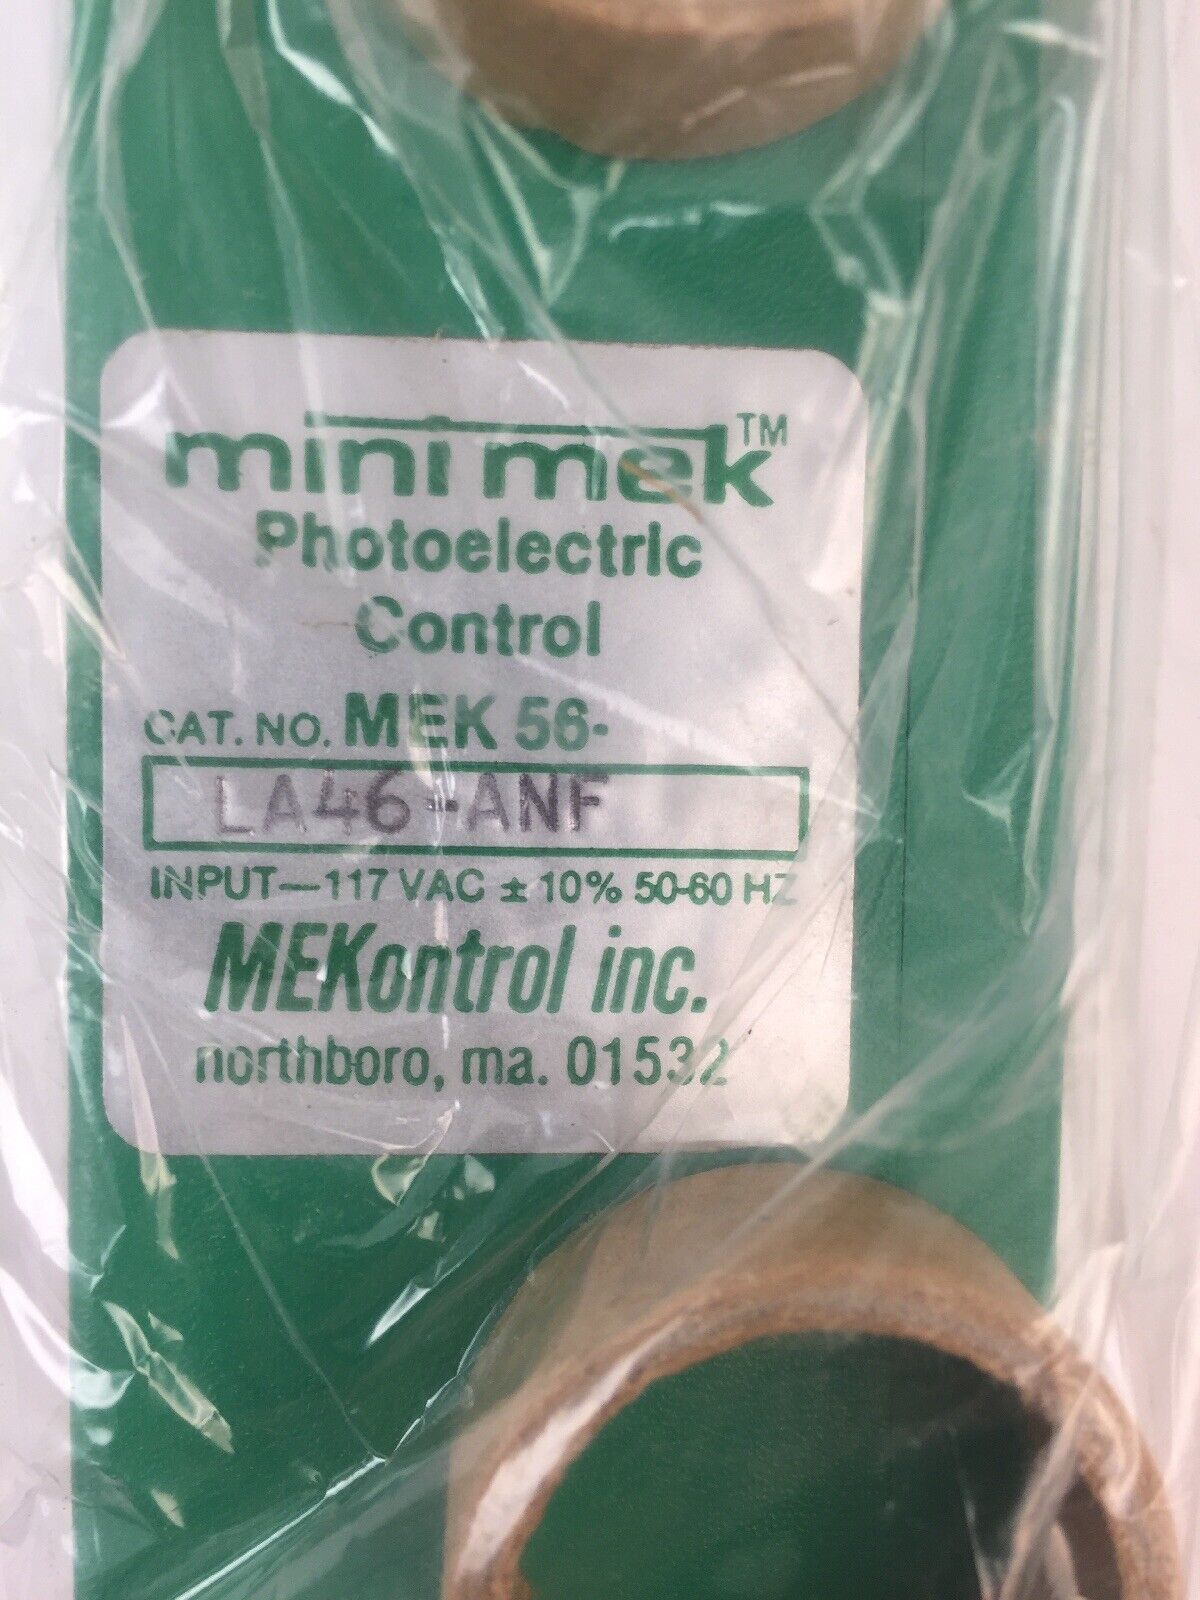 mini mek™
Photoelectric
Control
CAT. NO. MEK 56-
LA46-ANF
INPUT—117 VAC ± 10% 50-60 HZ
MEKontrol inc.
northboro, ma. 01532